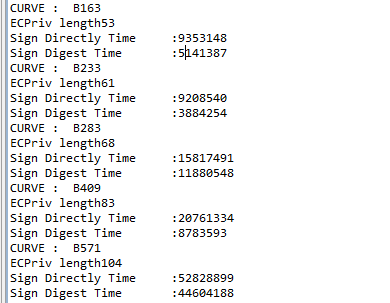 CURVE :  B163
ECPriv length53
Sign Directly Time     :9353148
Sign Digest Time       :5141387
CURVE :  B233
ECPriv length61
Sign Directly Time     :9208540
Sign Digest Time       :3884254
CURVE :  B283
ECPriv length68
Sign Directly Time     :15817491
Sign Digest Time       :11880548
CURVE :  B409
ECPriv length83
Sign Directly Time     :20761334
Sign Digest Time       :8783593
CURVE :  B571
ECPriv length104
Sign Directly Time     :52828899
Sign Digest Time       :44604188